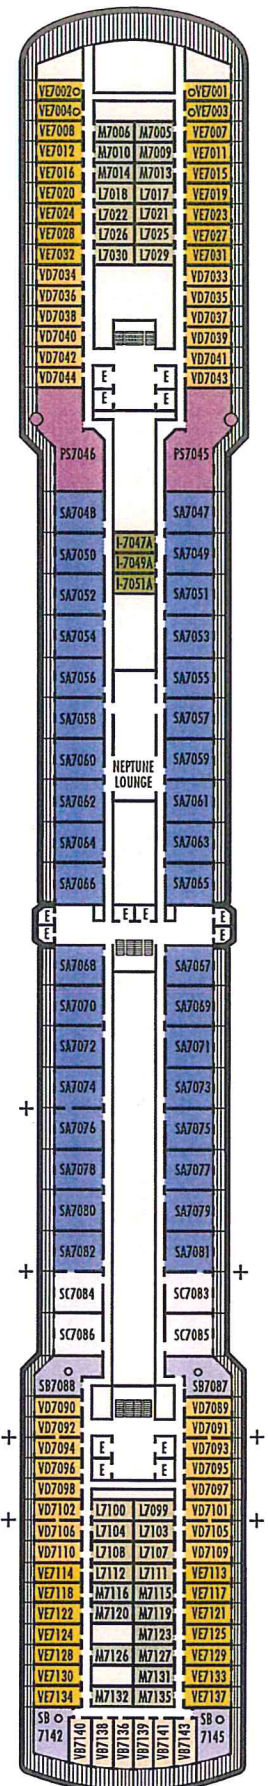 VE7002 VE7001
VE7004 VE7003
VE7008 M7006 M7005 VE7007
VE7012 M7010 M7009 VE7011
VE7016 M7014 M7013 VE7015
VE7020 L7018 L7017 VE7019
VE7024 L7022 L7021 VE7023
VE7028 L7026 L7025 VE7027
VE7032 L7030 L7029 VE7031
VD7034 VD7033
VD7036 VD7035
VD7038 VD7037
VD7040 VD7039
VD7042 VD7041
VD7044 E E VD7043
E E
PS7046 PS7045
SA7048 SA7047
I-7047A
SA7050 I-7049A SA7049
I-7051A
SA7052 SA7051
SA7054 SA7053
SA7056 SA7055
SA7058 SA7057
SA7060 NEPTUNE SA7059
LOUNGE
SA7062 SA7061
SA7064 SA7063
SA7066 SA7065
E E E E
E E
SA7068 SA7067
SA7070 SA7069
SA7072 SA7071
SA7074 SA7073
SA7076 SA7075
SA7078 SA7077
SA7080 SA7079
SA7082 SA7081
SC7084 SC7083
SC7086 SC7085
SB7088 SB7087
VD7090 VD7089
VD7092 VD7091
VD7094 E E VD7093
VD7096 E E VD7095
VD7098 VD7097
VD7102 L7100 L7099 VD7101
VD7106 L7104 L7103 VD7105
VD7110 L7108 L7107 VD7109
VE7114 L7112 L7111 VE7113
VE7118 M7116 M7115 VE7117
VE7122 M7120 M7119 VE7121
VE7124 M7123 VE7125
VE7128 M7126 M7127 VE7129
VE7130 M7131 VE7133
VE7134 M7132 M7135 VE7137
SB SB
7142 VB7140 VB7138 VB7136 VB7139 VB7141 VB7143 7145